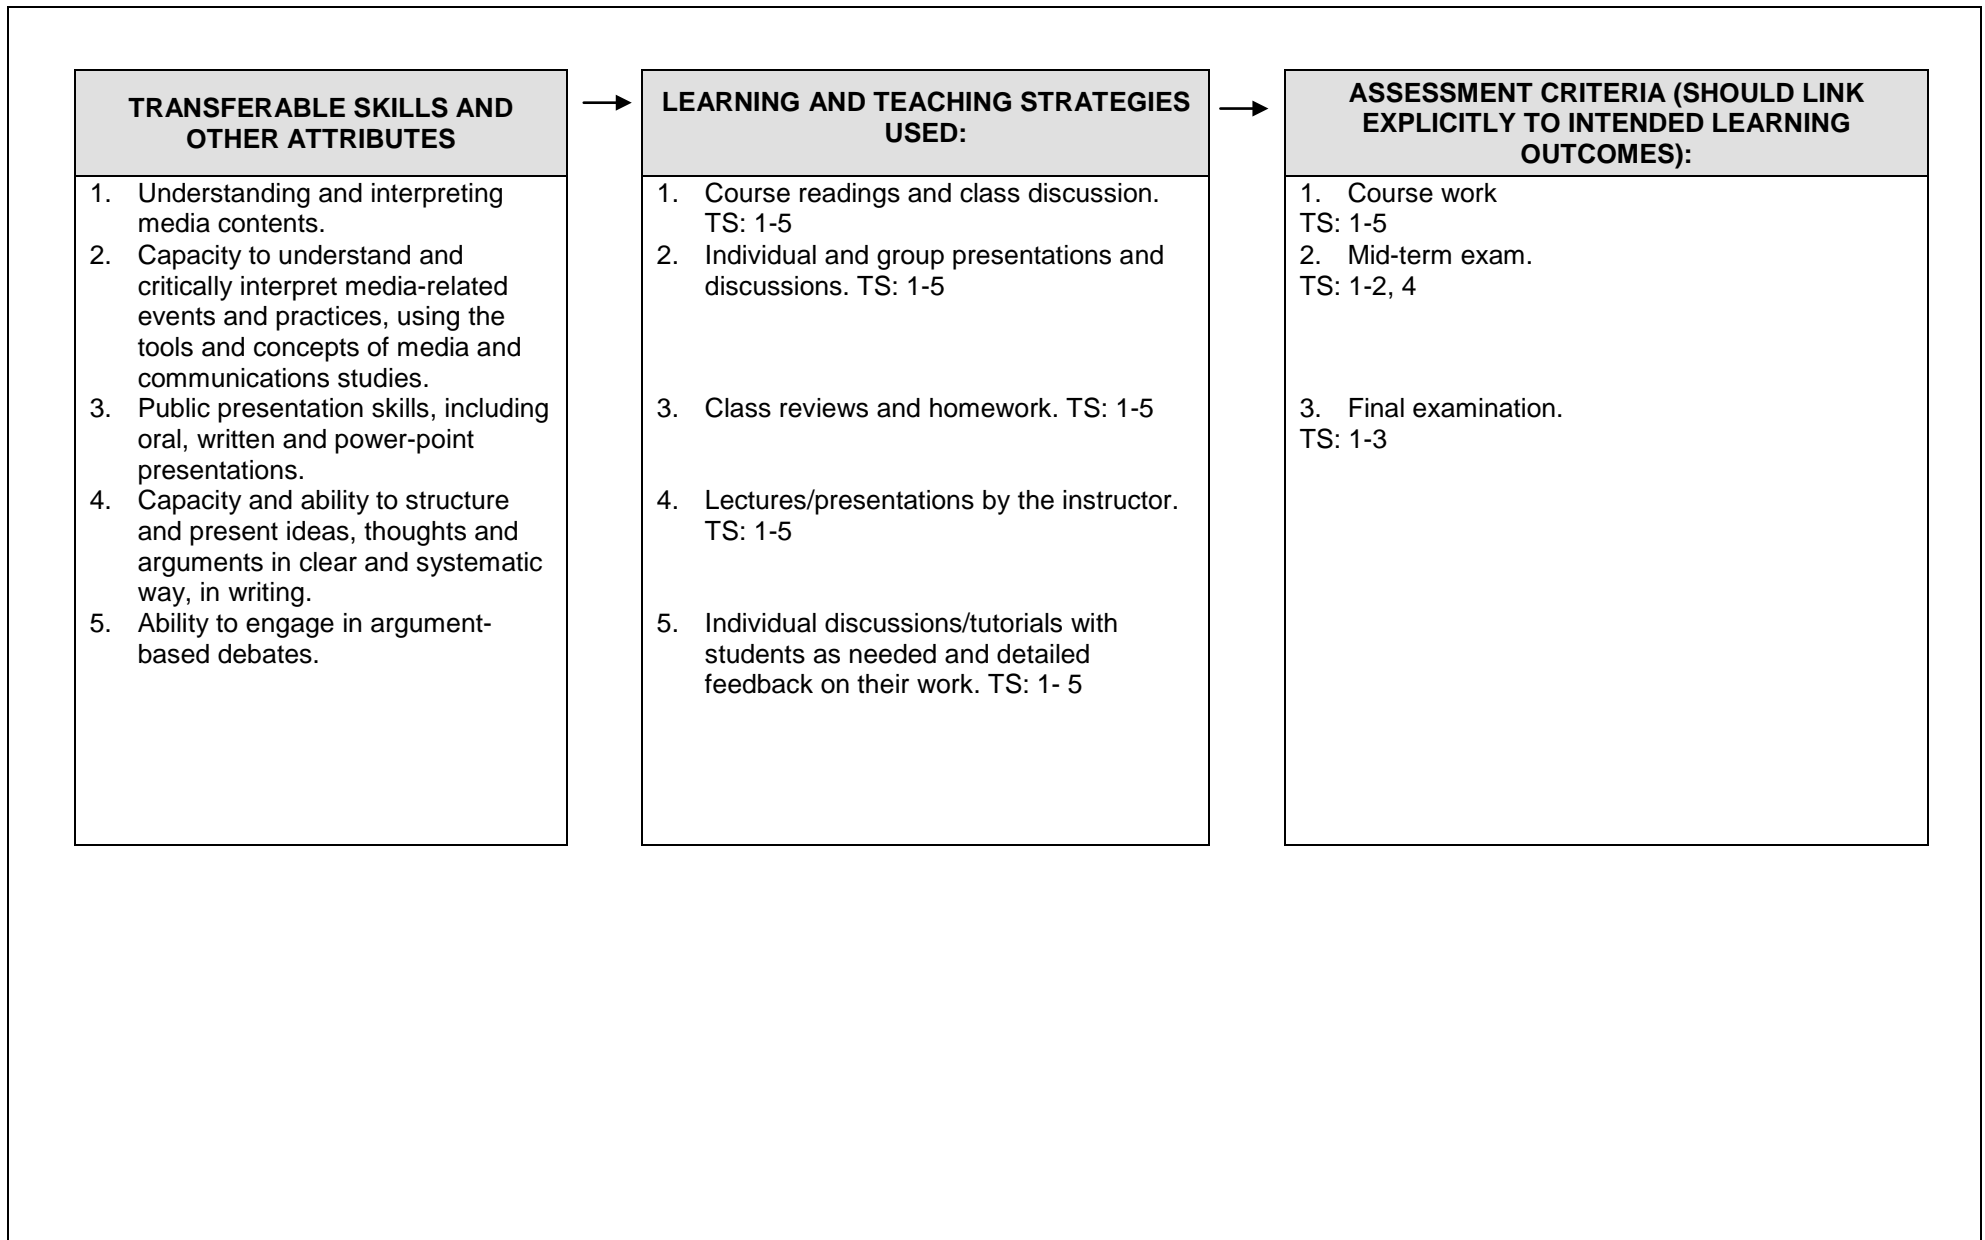 TRANSFERABLE SKILLS AND
OTHER ATTRIBUTES
1. Understanding and interpreting
media contents.
2. Capacity to understand and
critically interpret media-related
events and practices, using the
tools and concepts of media and
communications studies.
3. Public presentation skills, including
oral, written and power-point
presentations.
4. Capacity and ability to structure
and present ideas, thoughts and
arguments in clear and systematic
way, in writing.
5. Ability to engage in argument-
based debates.
LEARNING AND TEACHING STRATEGIES
USED:
1. Course readings and class discussion.
TS: 1-5
2. Individual and group presentations and
discussions. TS: 1-5
3. Class reviews and homework. TS: 1-5
4. Lectures/presentations by the instructor.
TS: 1-5
5. Individual discussions/tutorials with
students as needed and detailed
feedback on their work. TS: 1- 5
ASSESSMENT CRITERIA (SHOULD LINK
EXPLICITLY TO INTENDED LEARNING
OUTCOMES):
1. Course work
TS: 1-5
2. Mid-term exam.
TS: 1-2, 4
3. Final examination.
TS: 1-3